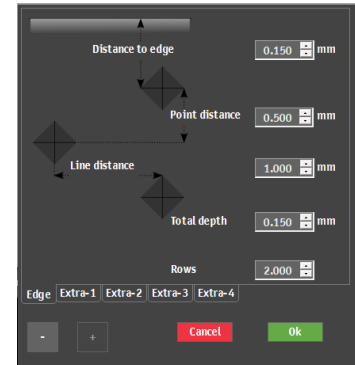 Distance to edge 0.150 mm
Point distance 0.500 mm
Line distance 1.000 mm
Total depth 0.150 mm
Rows 2.000
Edge Extra-1 Extra-2 Extra-3 Extra-4
- + Cancel Ok